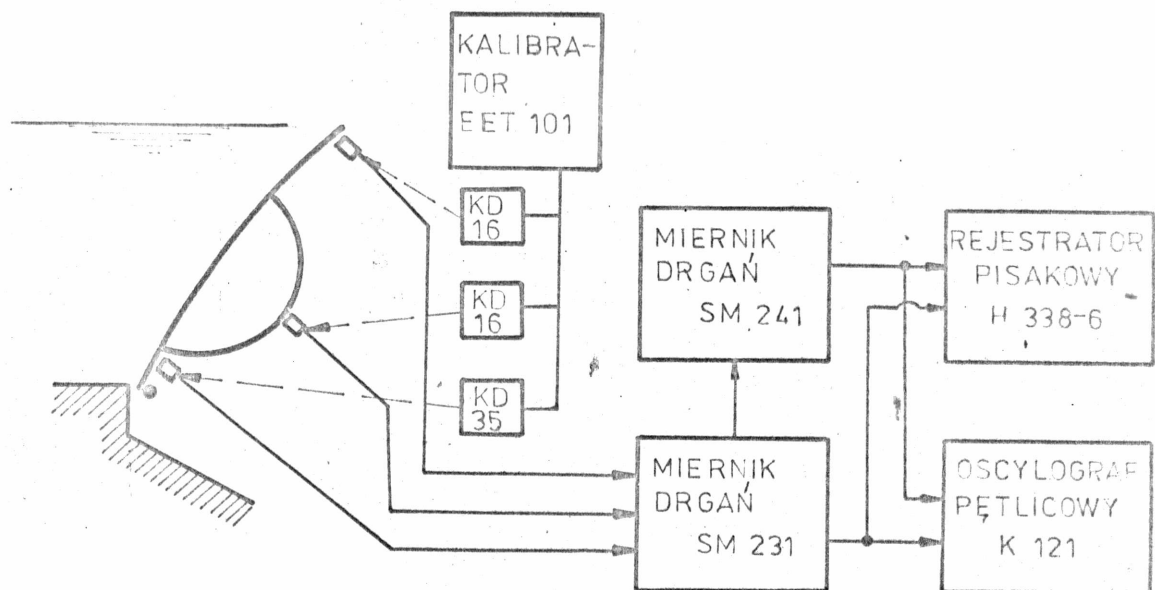 KALIBRA-
TOR
EET 101
KD
16
KD
16
KD
35
MIERNIK
DRGAŃ
SM 241
REJESTRATOR
PISAKOWY
H 338-6
MIERNIK
DRGAŃ
SM 231
OSCYLOGRAF
PĘTLICOWY
K 121